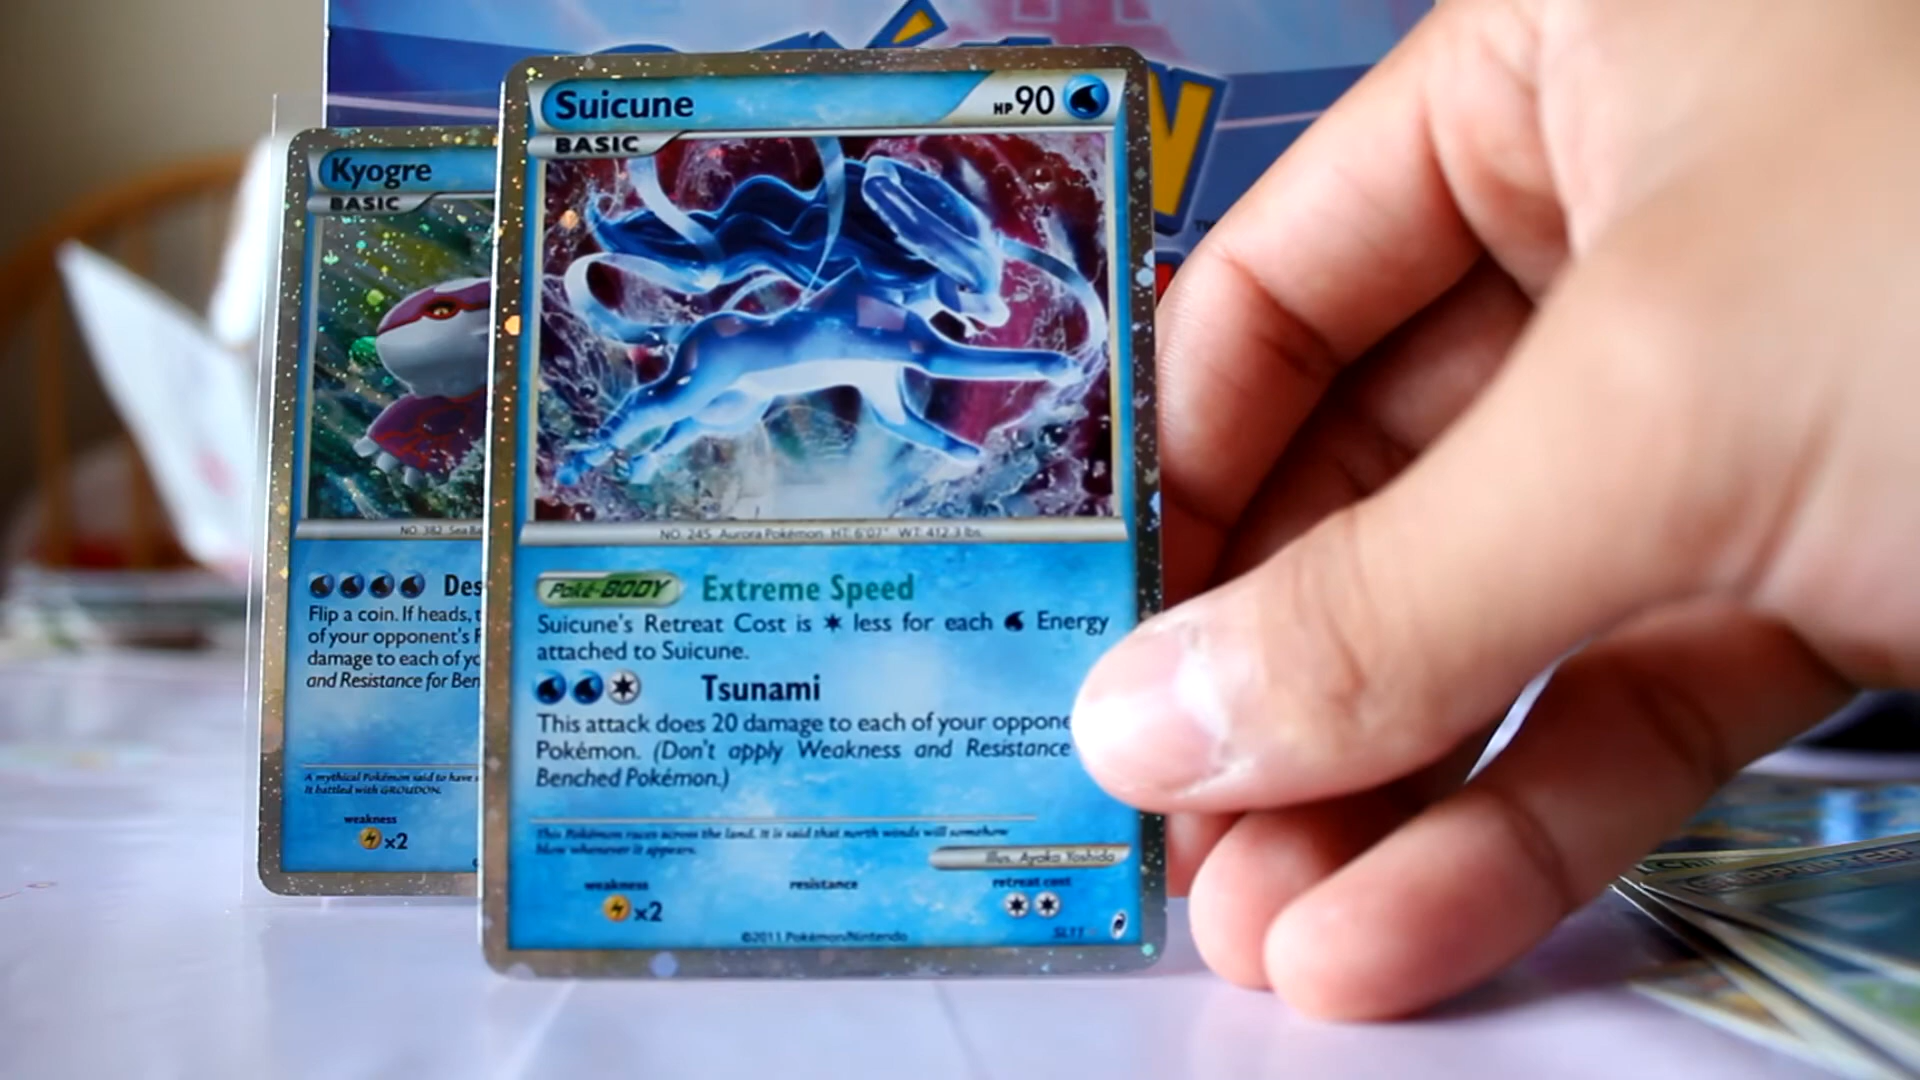 Suicune
HP 90
BASIC
NO. 245 Aurora Pokémon HT: 6'07" WT: 412.3 lbs.
Poké-BODY Extreme Speed
Suicune's Retreat Cost is less for each Energy
attached to Suicune.
Tsunami
This attack does 20 damage to each of your oppone
Pokémon. (Don't apply Weakness and Resistance
Benched Pokémon.)
This Pokémon races across the land. It is said that north winds will somehow
blow whenever it appears.
Illus. Ayaka Yoshida
weakness resistance retreat cost
x2
©2011 Pokémon/Nintendo
SL11
Kyogre
BASIC
NO. 382 Sea Ba
Des
Flip a coin. If heads, t
of your opponent's P
damage to each of yo
and Resistance for Ben
A mythical Pokémon said to have
It battled with GROUDON.
weakness
x2
TM